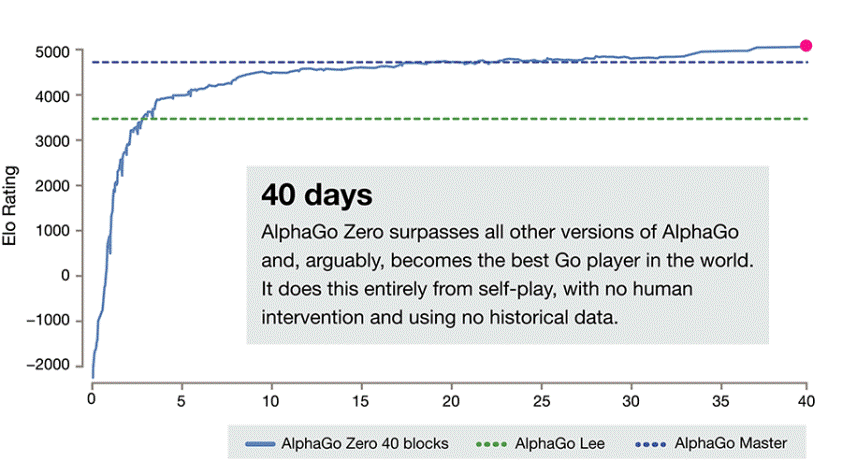 5000
4000
3000
2000
1000
0
−1000
−2000
Elo Rating
40 days
AlphaGo Zero surpasses all other versions of AlphaGo
and, arguably, becomes the best Go player in the world.
It does this entirely from self-play, with no human
intervention and using no historical data.
0 5 10 15 20 25 30 35 40
AlphaGo Zero 40 blocks AlphaGo Lee AlphaGo Master